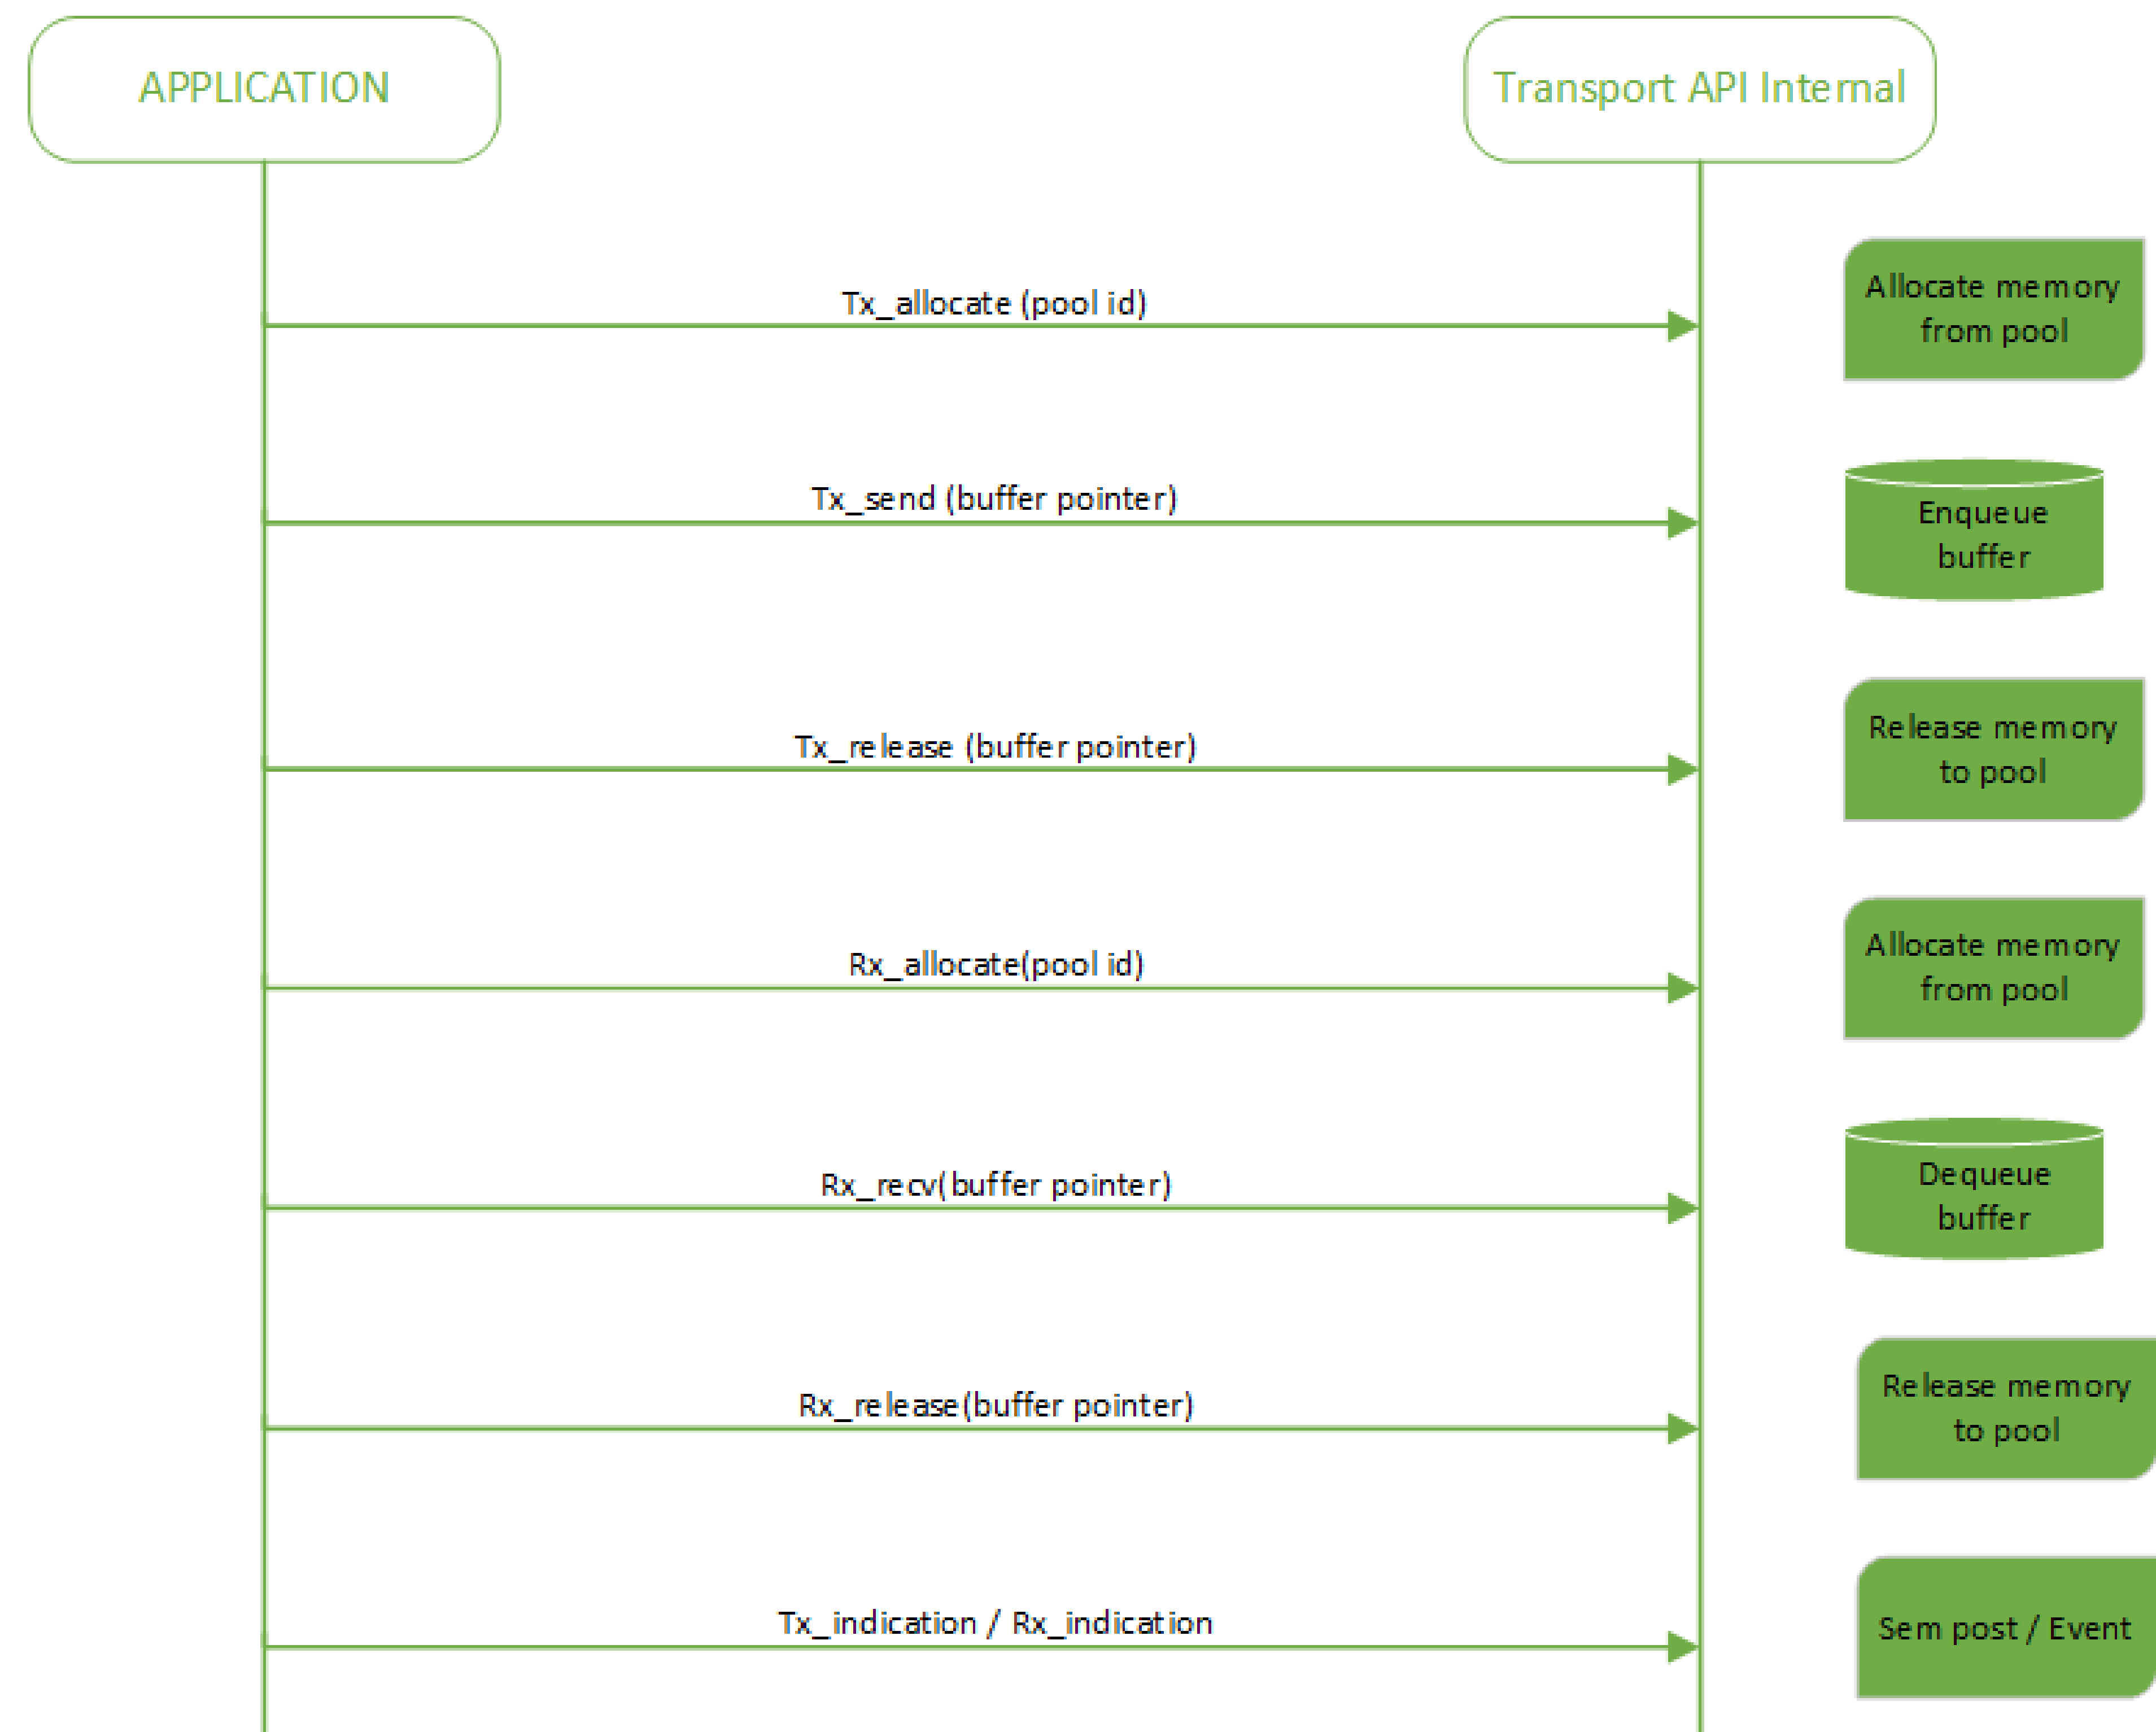 APPLICATION
Transport API Internal
Tx_allocate (pool id)
Allocate memory
from pool
Tx_send (buffer pointer)
Enqueue
buffer
Tx_release (buffer pointer)
Release memory
to pool
Rx_allocate(pool id)
Allocate memory
from pool
Rx_recv(buffer pointer)
Dequeue
buffer
Rx_release(buffer pointer)
Release memory
to pool
Tx_indication / Rx_indication
Sem post / Event